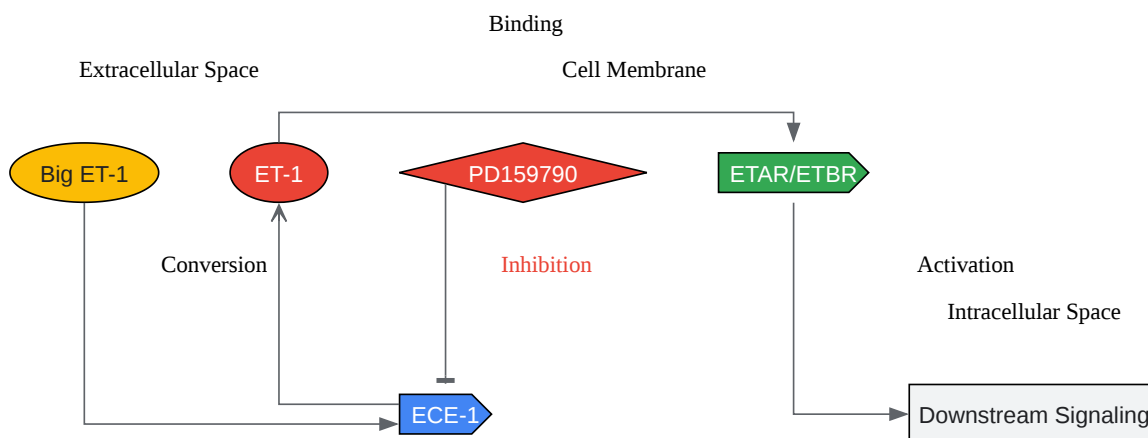 Binding
Extracellular Space
Cell Membrane
Big ET-1
ET-1
PD159790
ETAR/ETBR
Conversion
Inhibition
Activation
Intracellular Space
ECE-1
Downstream Signaling